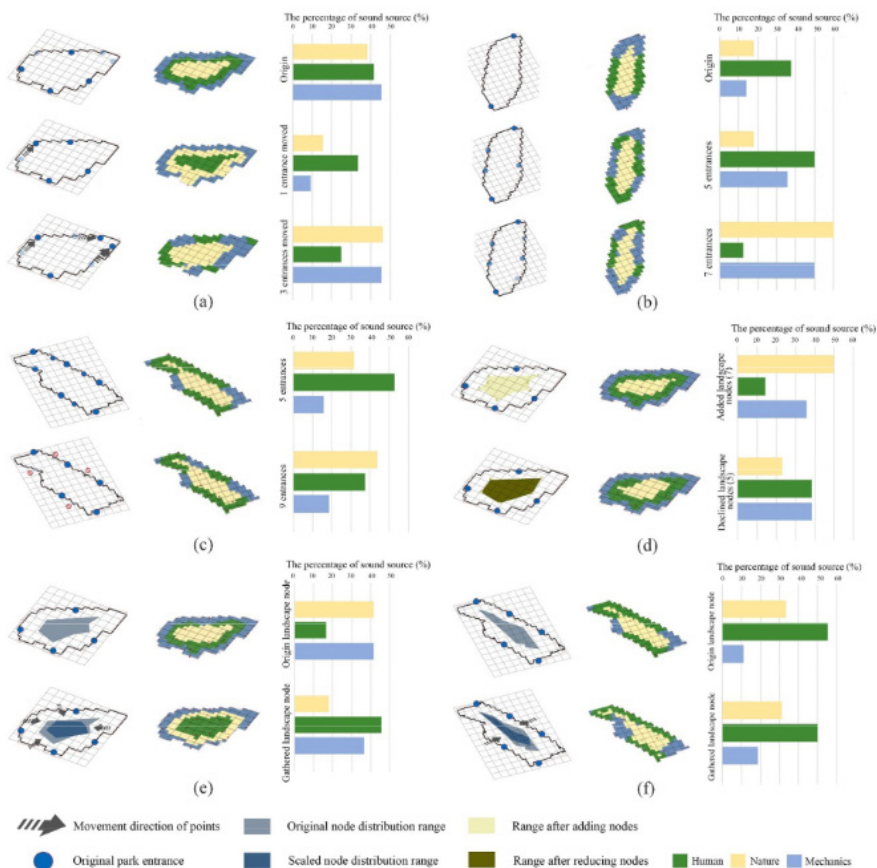 The percentage of sound source (%)
0 10 20 30 40 50
Origin
1 entrance moved
3 entrances moved
(a)
The percentage of sound source (%)
0 10 20 30 40 50 60
Origin
5 entrances
7 entrances
(b)
The percentage of sound source (%)
0 10 20 30 40 50 60
5 entrances
9 entrances
(c)
The percentage of sound source (%)
0 10 20 30 40 50 60
Added landscape
nodes (7)
Declined landscape
nodes (5)
(d)
The percentage of sound source (%)
0 10 20 30 40 50
Origin landscape node
Gathered landscape node
(e)
The percentage of sound source (%)
0 10 20 30 40 50 60
Origin landscape node
Gathered landscape node
(f)
Movement direction of points
Original node distribution range
Range after adding nodes
Original park entrance
Scaled node distribution range
Range after reducing nodes
Human
Nature
Mechanics